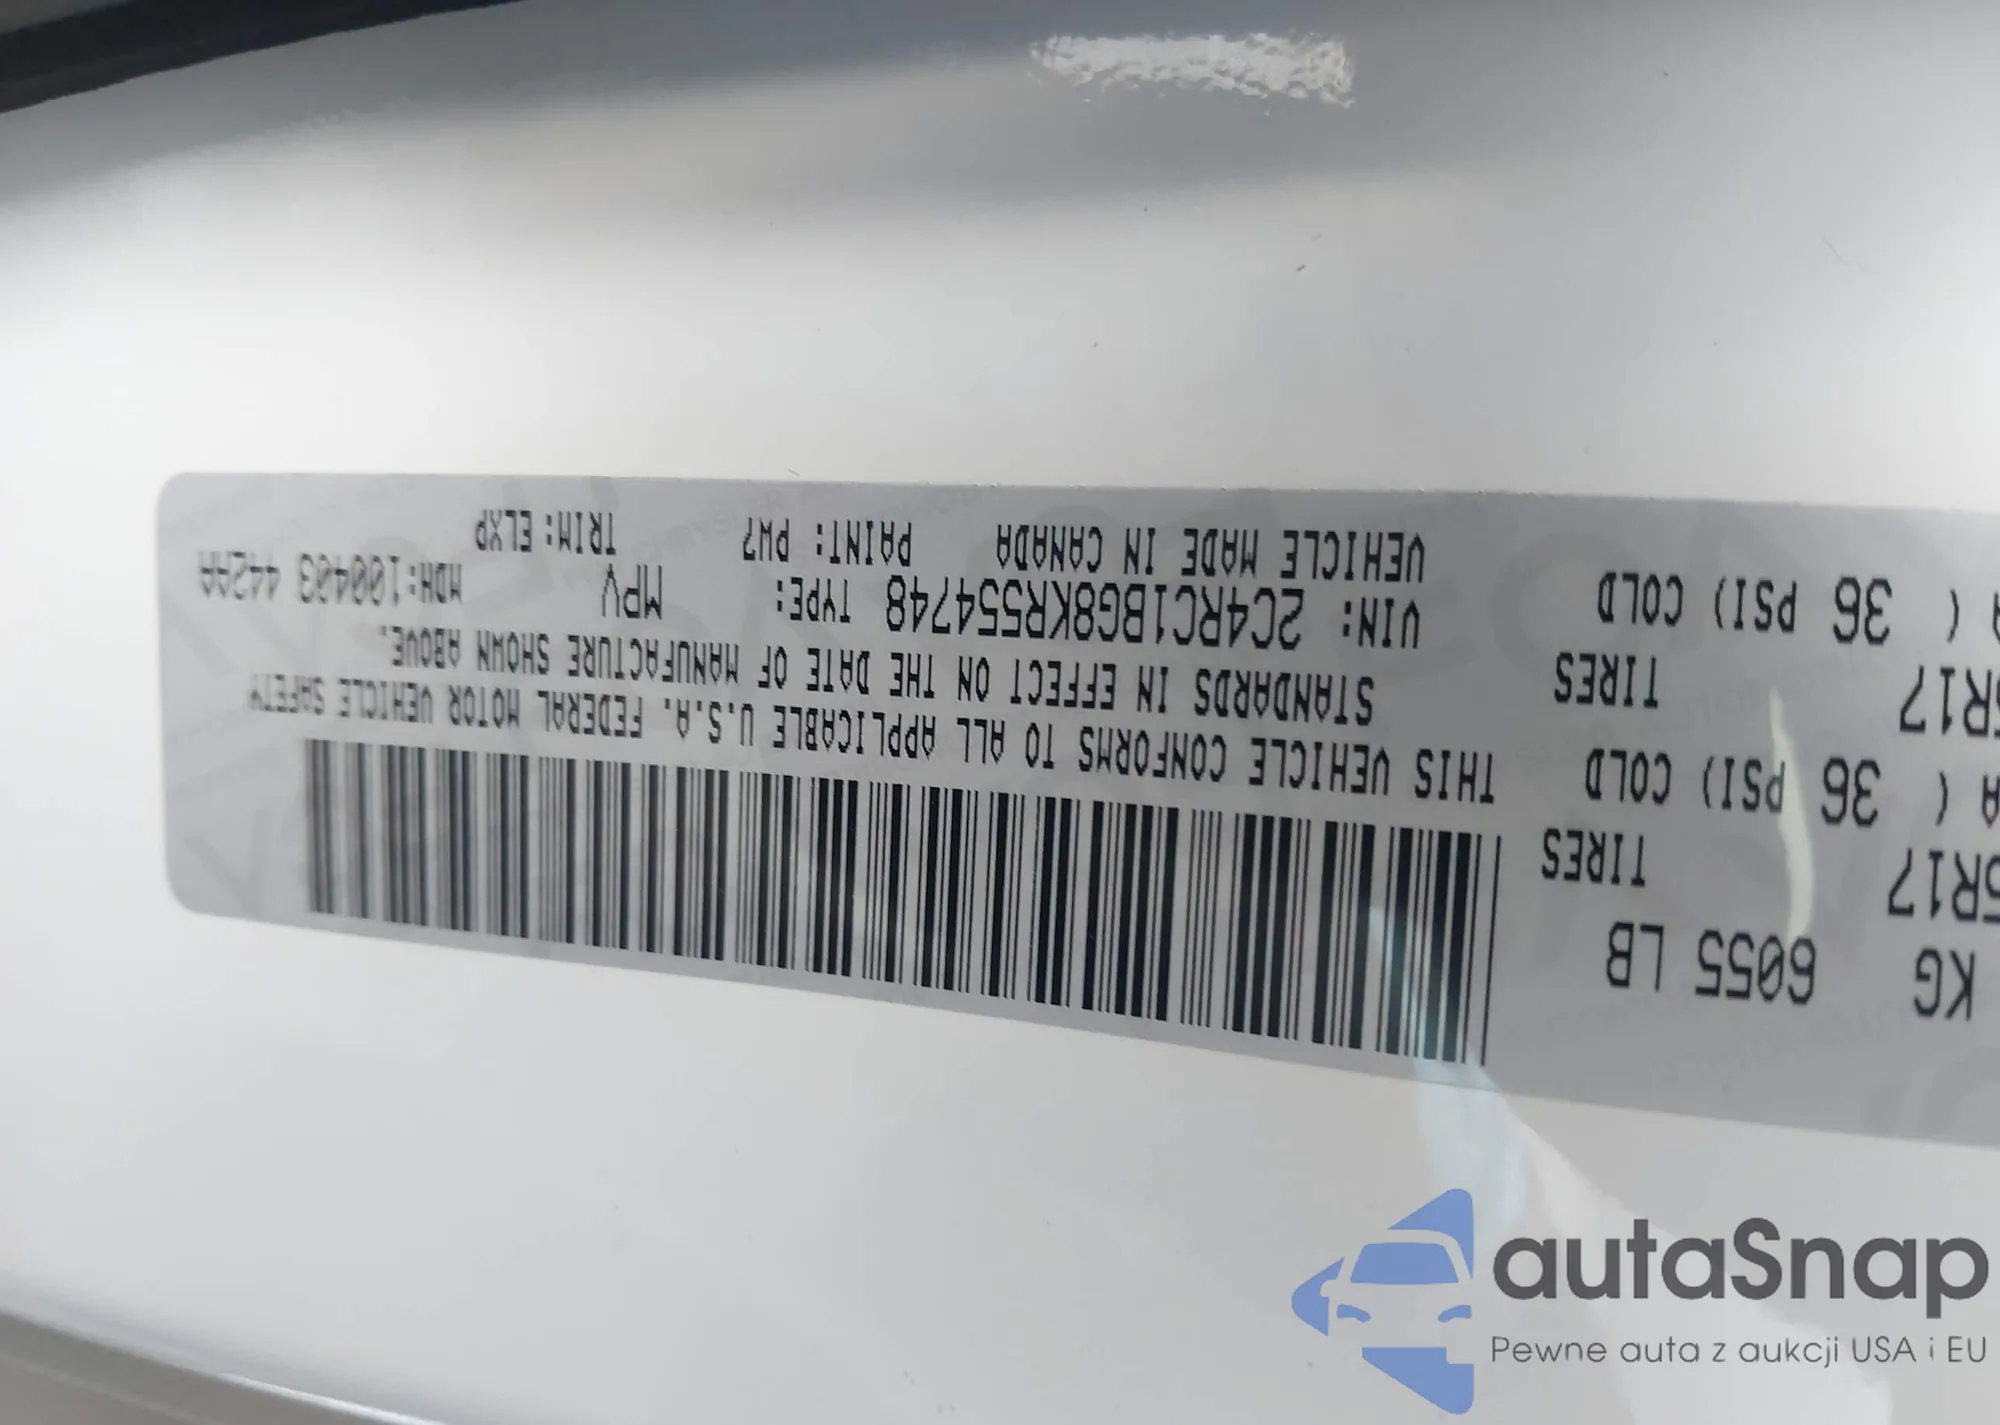 KG 6055 LB
5R17 TIRES
A ( 36 PSI) COLD
5R17 TIRES
A ( 36 PSI) COLD
THIS VEHICLE CONFORMS TO ALL APPLICABLE U.S.A. FEDERAL MOTOR VEHICLE SAFETY
STANDARDS IN EFFECT ON THE DATE OF MANUFACTURE SHOWN ABOVE.
VIN: 2C4RC1BG8KR554748 TYPE: MPV MDH:100403 442AA
VEHICLE MADE IN CANADA PAINT: PW7 TRIM: ELXP
autaSnap
Pewne auta z aukcji USA i EU